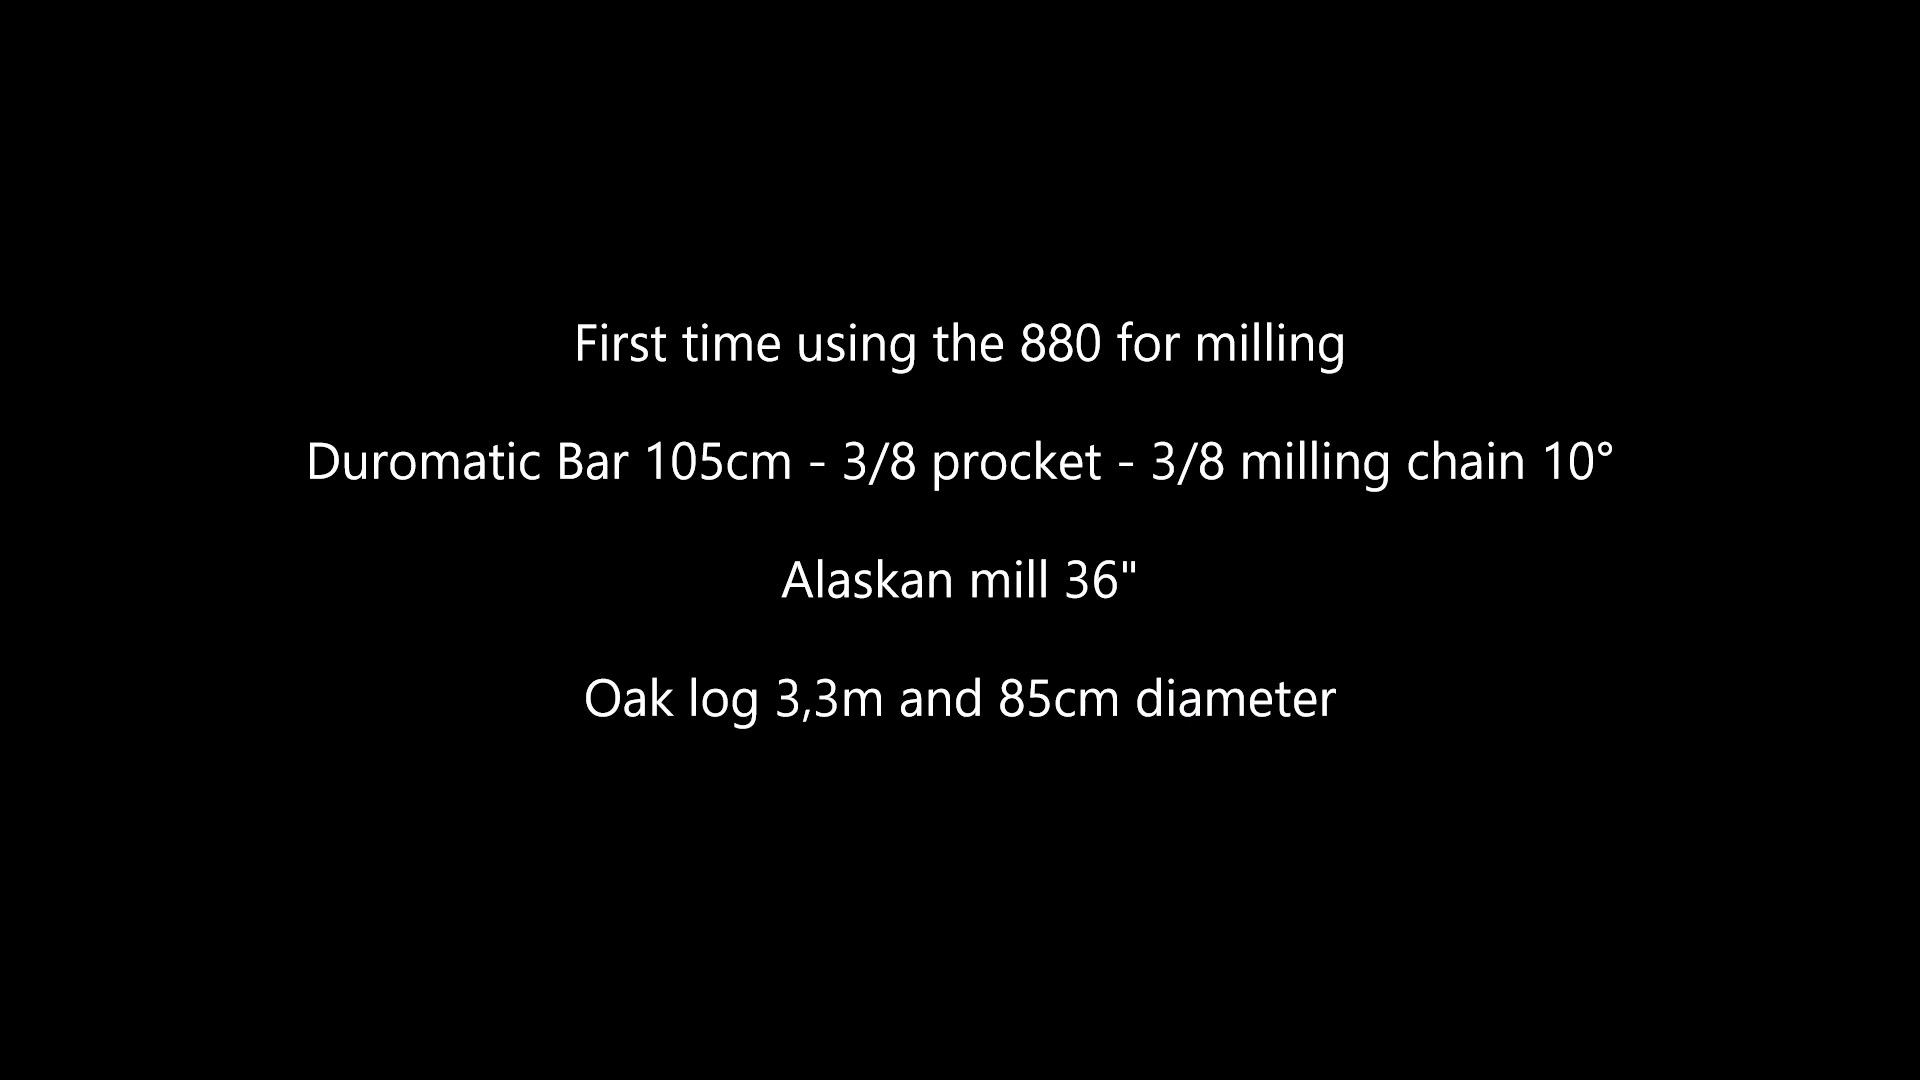 First time using the 880 for milling
Duromatic Bar 105cm - 3/8 procket - 3/8 milling chain 10°
Alaskan mill 36"
Oak log 3,3m and 85cm diameter